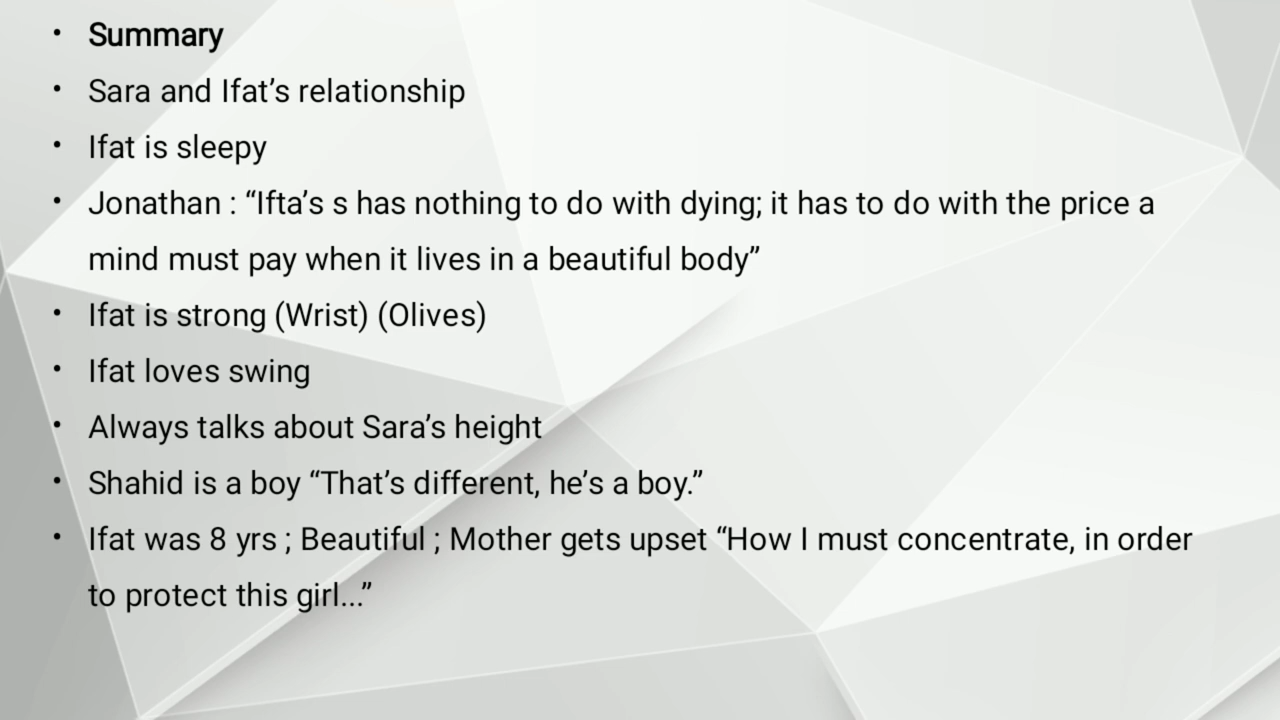 • Summary
• Sara and Ifat’s relationship
• Ifat is sleepy
• Jonathan : “Ifta’s s has nothing to do with dying; it has to do with the price a
mind must pay when it lives in a beautiful body”
• Ifat is strong (Wrist) (Olives)
• Ifat loves swing
• Always talks about Sara’s height
• Shahid is a boy “That’s different, he’s a boy.”
• Ifat was 8 yrs ; Beautiful ; Mother gets upset “How I must concentrate, in order
to protect this girl...”